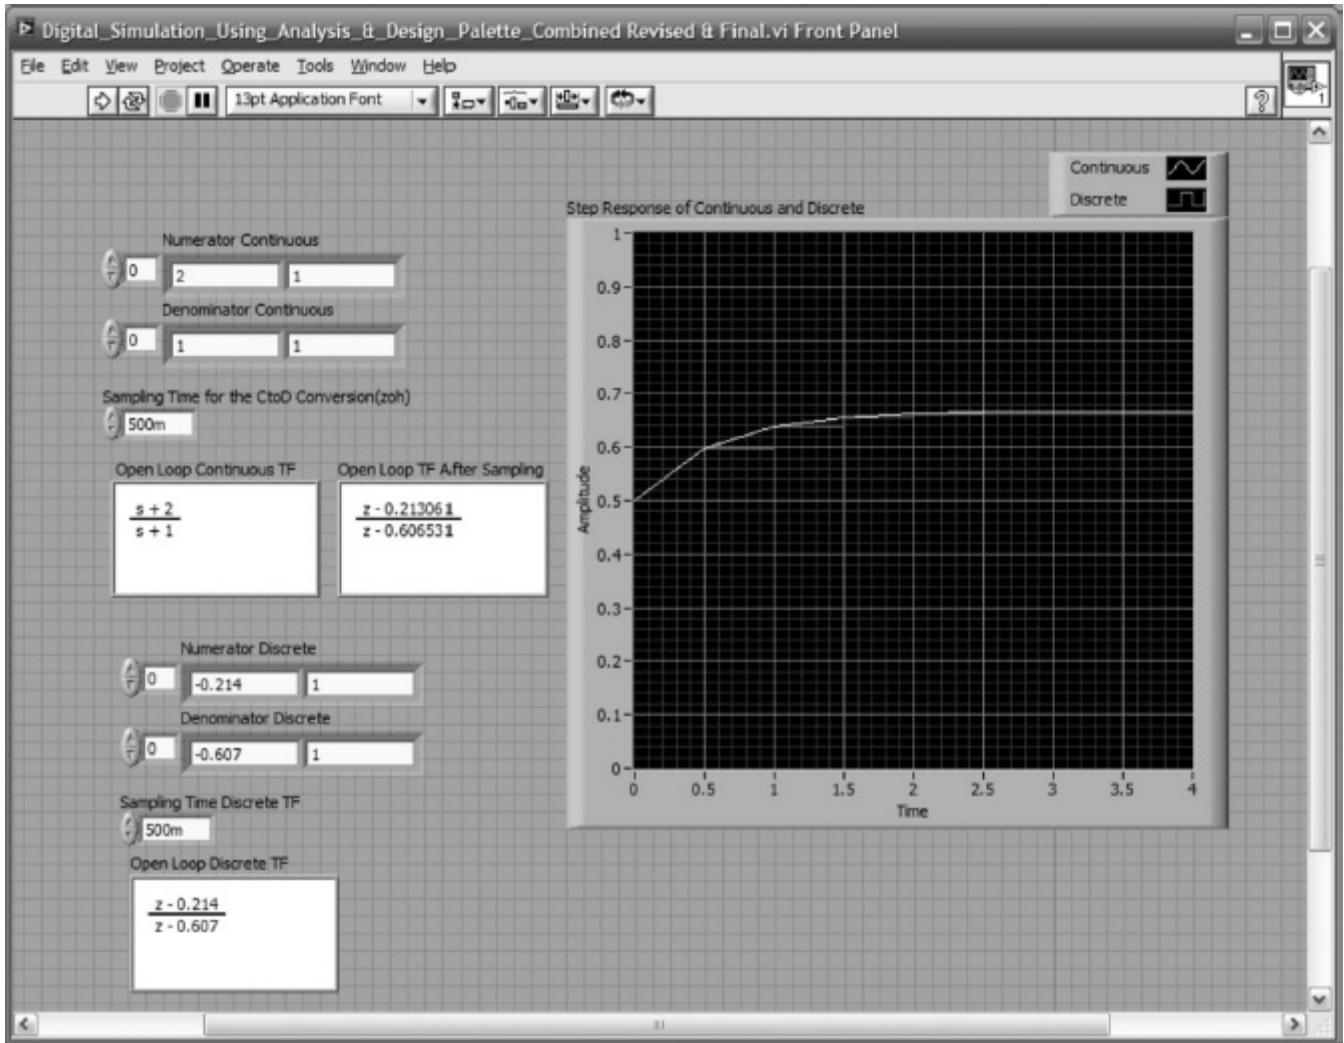 Digital_Simulation_Using_Analysis_&_Design_Palette_Combined Revised & Final.vi Front Panel
File Edit View Project Operate Tools Window Help
13pt Application Font
?
1
Continuous
Discrete
Step Response of Continuous and Discrete
Numerator Continuous
0 2 1
Denominator Continuous
0 1 1
Sampling Time for the CtoD Conversion(zoh)
500m
Open Loop Continuous TF
s + 2
s + 1
Open Loop TF After Sampling
z - 0.213061
z - 0.606531
Numerator Discrete
0 -0.214 1
Denominator Discrete
0 -0.607 1
Sampling Time Discrete TF
500m
Open Loop Discrete TF
z - 0.214
z - 0.607
Amplitude
1
0.9
0.8
0.7
0.6
0.5
0.4
0.3
0.2
0.1
0
0 0.5 1 1.5 2 2.5 3 3.5 4
Time